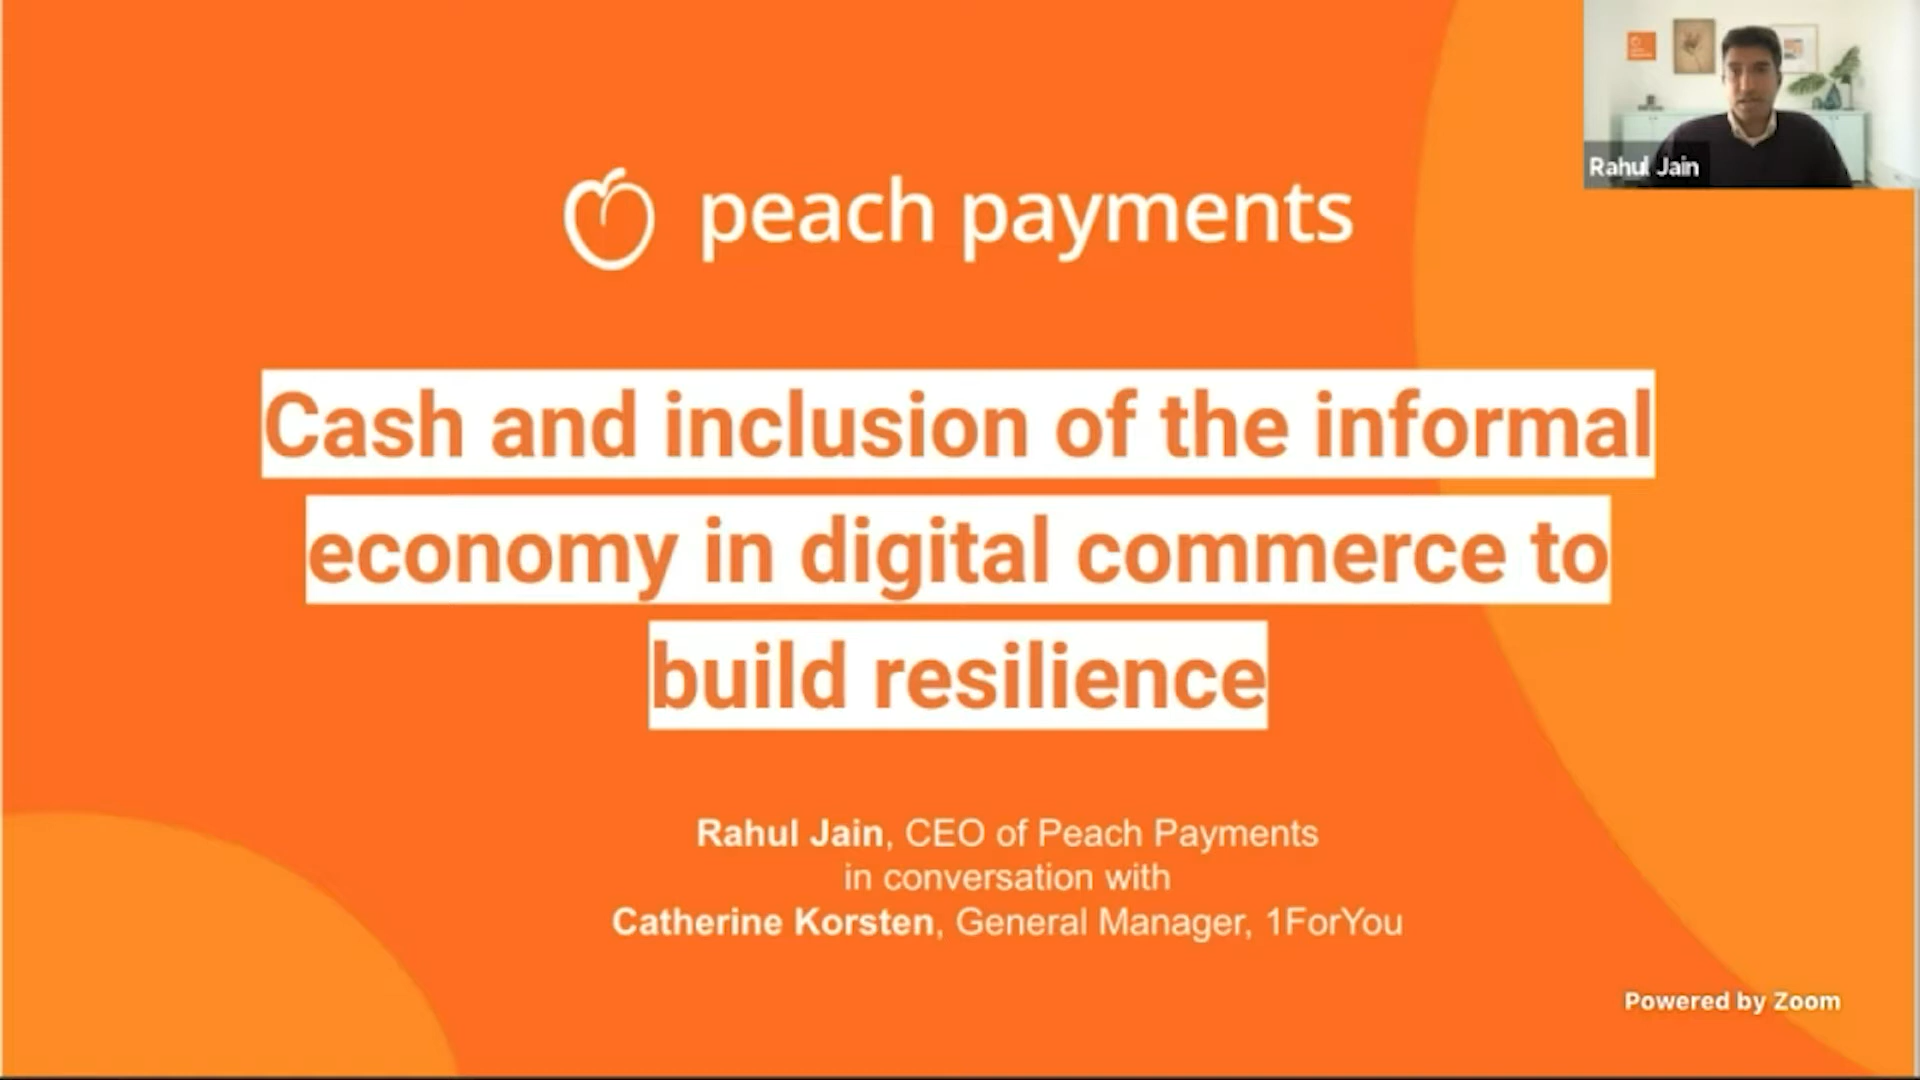 Rahul Jain
peach payments
Cash and inclusion of the informal
economy in digital commerce to
build resilience
Rahul Jain, CEO of Peach Payments
in conversation with
Catherine Korsten, General Manager, 1ForYou
Powered by Zoom